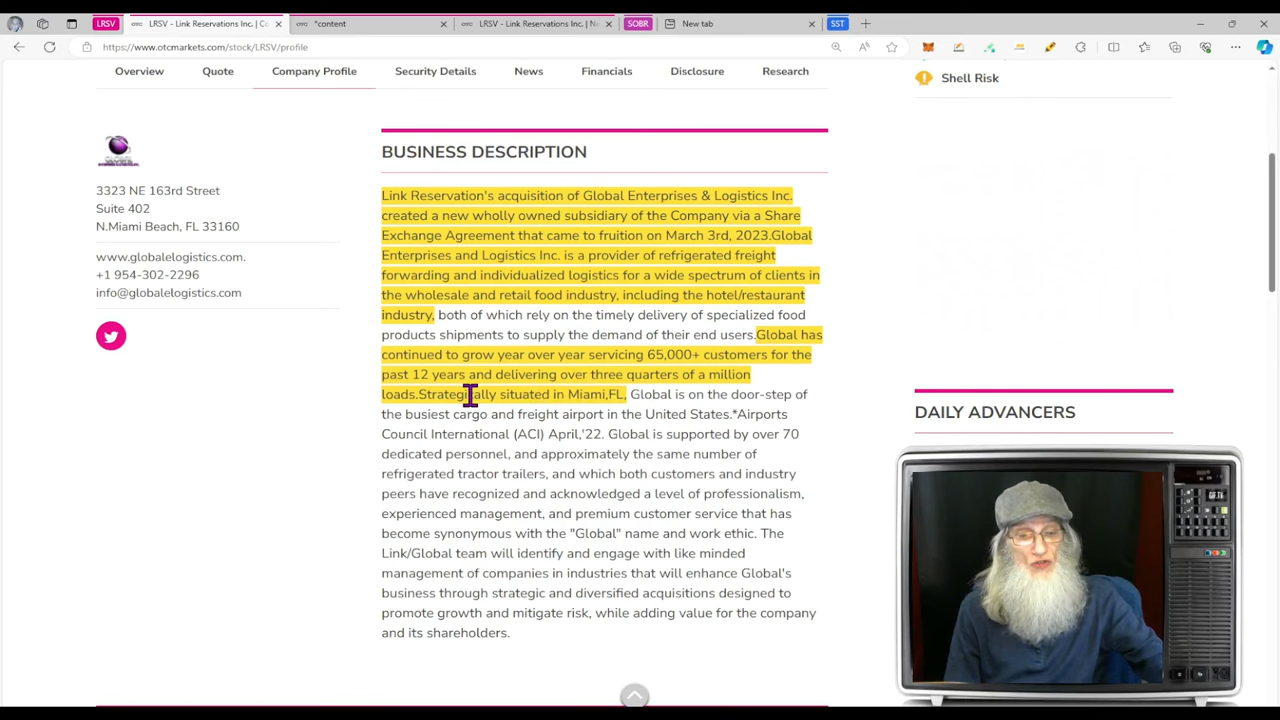 LRSV
LRSV - Link Reservations Inc. | Co
*content
LRSV - Link Reservations Inc. | Ne
SOBR
New tab
SST
https://www.otcmarkets.com/stock/LRSV/profile
Overview
Quote
Company Profile
Security Details
News
Financials
Disclosure
Research
Shell Risk
3323 NE 163rd Street
Suite 402
N.Miami Beach, FL 33160
www.globalelogistics.com.
+1 954-302-2296
info@globalelogistics.com
BUSINESS DESCRIPTION
Link Reservation's acquisition of Global Enterprises & Logistics Inc.
created a new wholly owned subsidiary of the Company via a Share
Exchange Agreement that came to fruition on March 3rd, 2023.Global
Enterprises and Logistics Inc. is a provider of refrigerated freight
forwarding and individualized logistics for a wide spectrum of clients in
the wholesale and retail food industry, including the hotel/restaurant
industry, both of which rely on the timely delivery of specialized food
products shipments to supply the demand of their end users.Global has
continued to grow year over year servicing 65,000+ customers for the
past 12 years and delivering over three quarters of a million
loads.Strategically situated in Miami,FL, Global is on the door-step of
the busiest cargo and freight airport in the United States.*Airports
Council International (ACI) April,'22. Global is supported by over 70
dedicated personnel, and approximately the same number of
refrigerated tractor trailers, and which both customers and industry
peers have recognized and acknowledged a level of professionalism,
experienced management, and premium customer service that has
become synonymous with the "Global" name and work ethic. The
Link/Global team will identify and engage with like minded
management of companies in industries that will enhance Global's
business through strategic and diversified acquisitions designed to
promote growth and mitigate risk, while adding value for the company
and its shareholders.
DAILY ADVANCERS